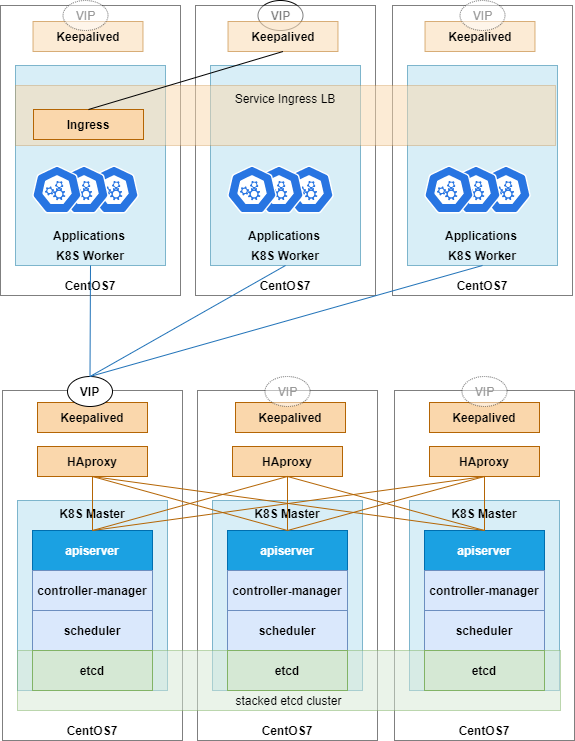 VIP
VIP
VIP
Keepalived
Keepalived
Keepalived
Service Ingress LB
Ingress
Applications
Applications
Applications
K8S Worker
K8S Worker
K8S Worker
CentOS7
CentOS7
CentOS7
VIP
VIP
VIP
Keepalived
Keepalived
Keepalived
HAproxy
HAproxy
HAproxy
K8S Master
K8S Master
K8S Master
apiserver
apiserver
apiserver
controller-manager
controller-manager
controller-manager
scheduler
scheduler
scheduler
etcd
etcd
etcd
stacked etcd cluster
CentOS7
CentOS7
CentOS7